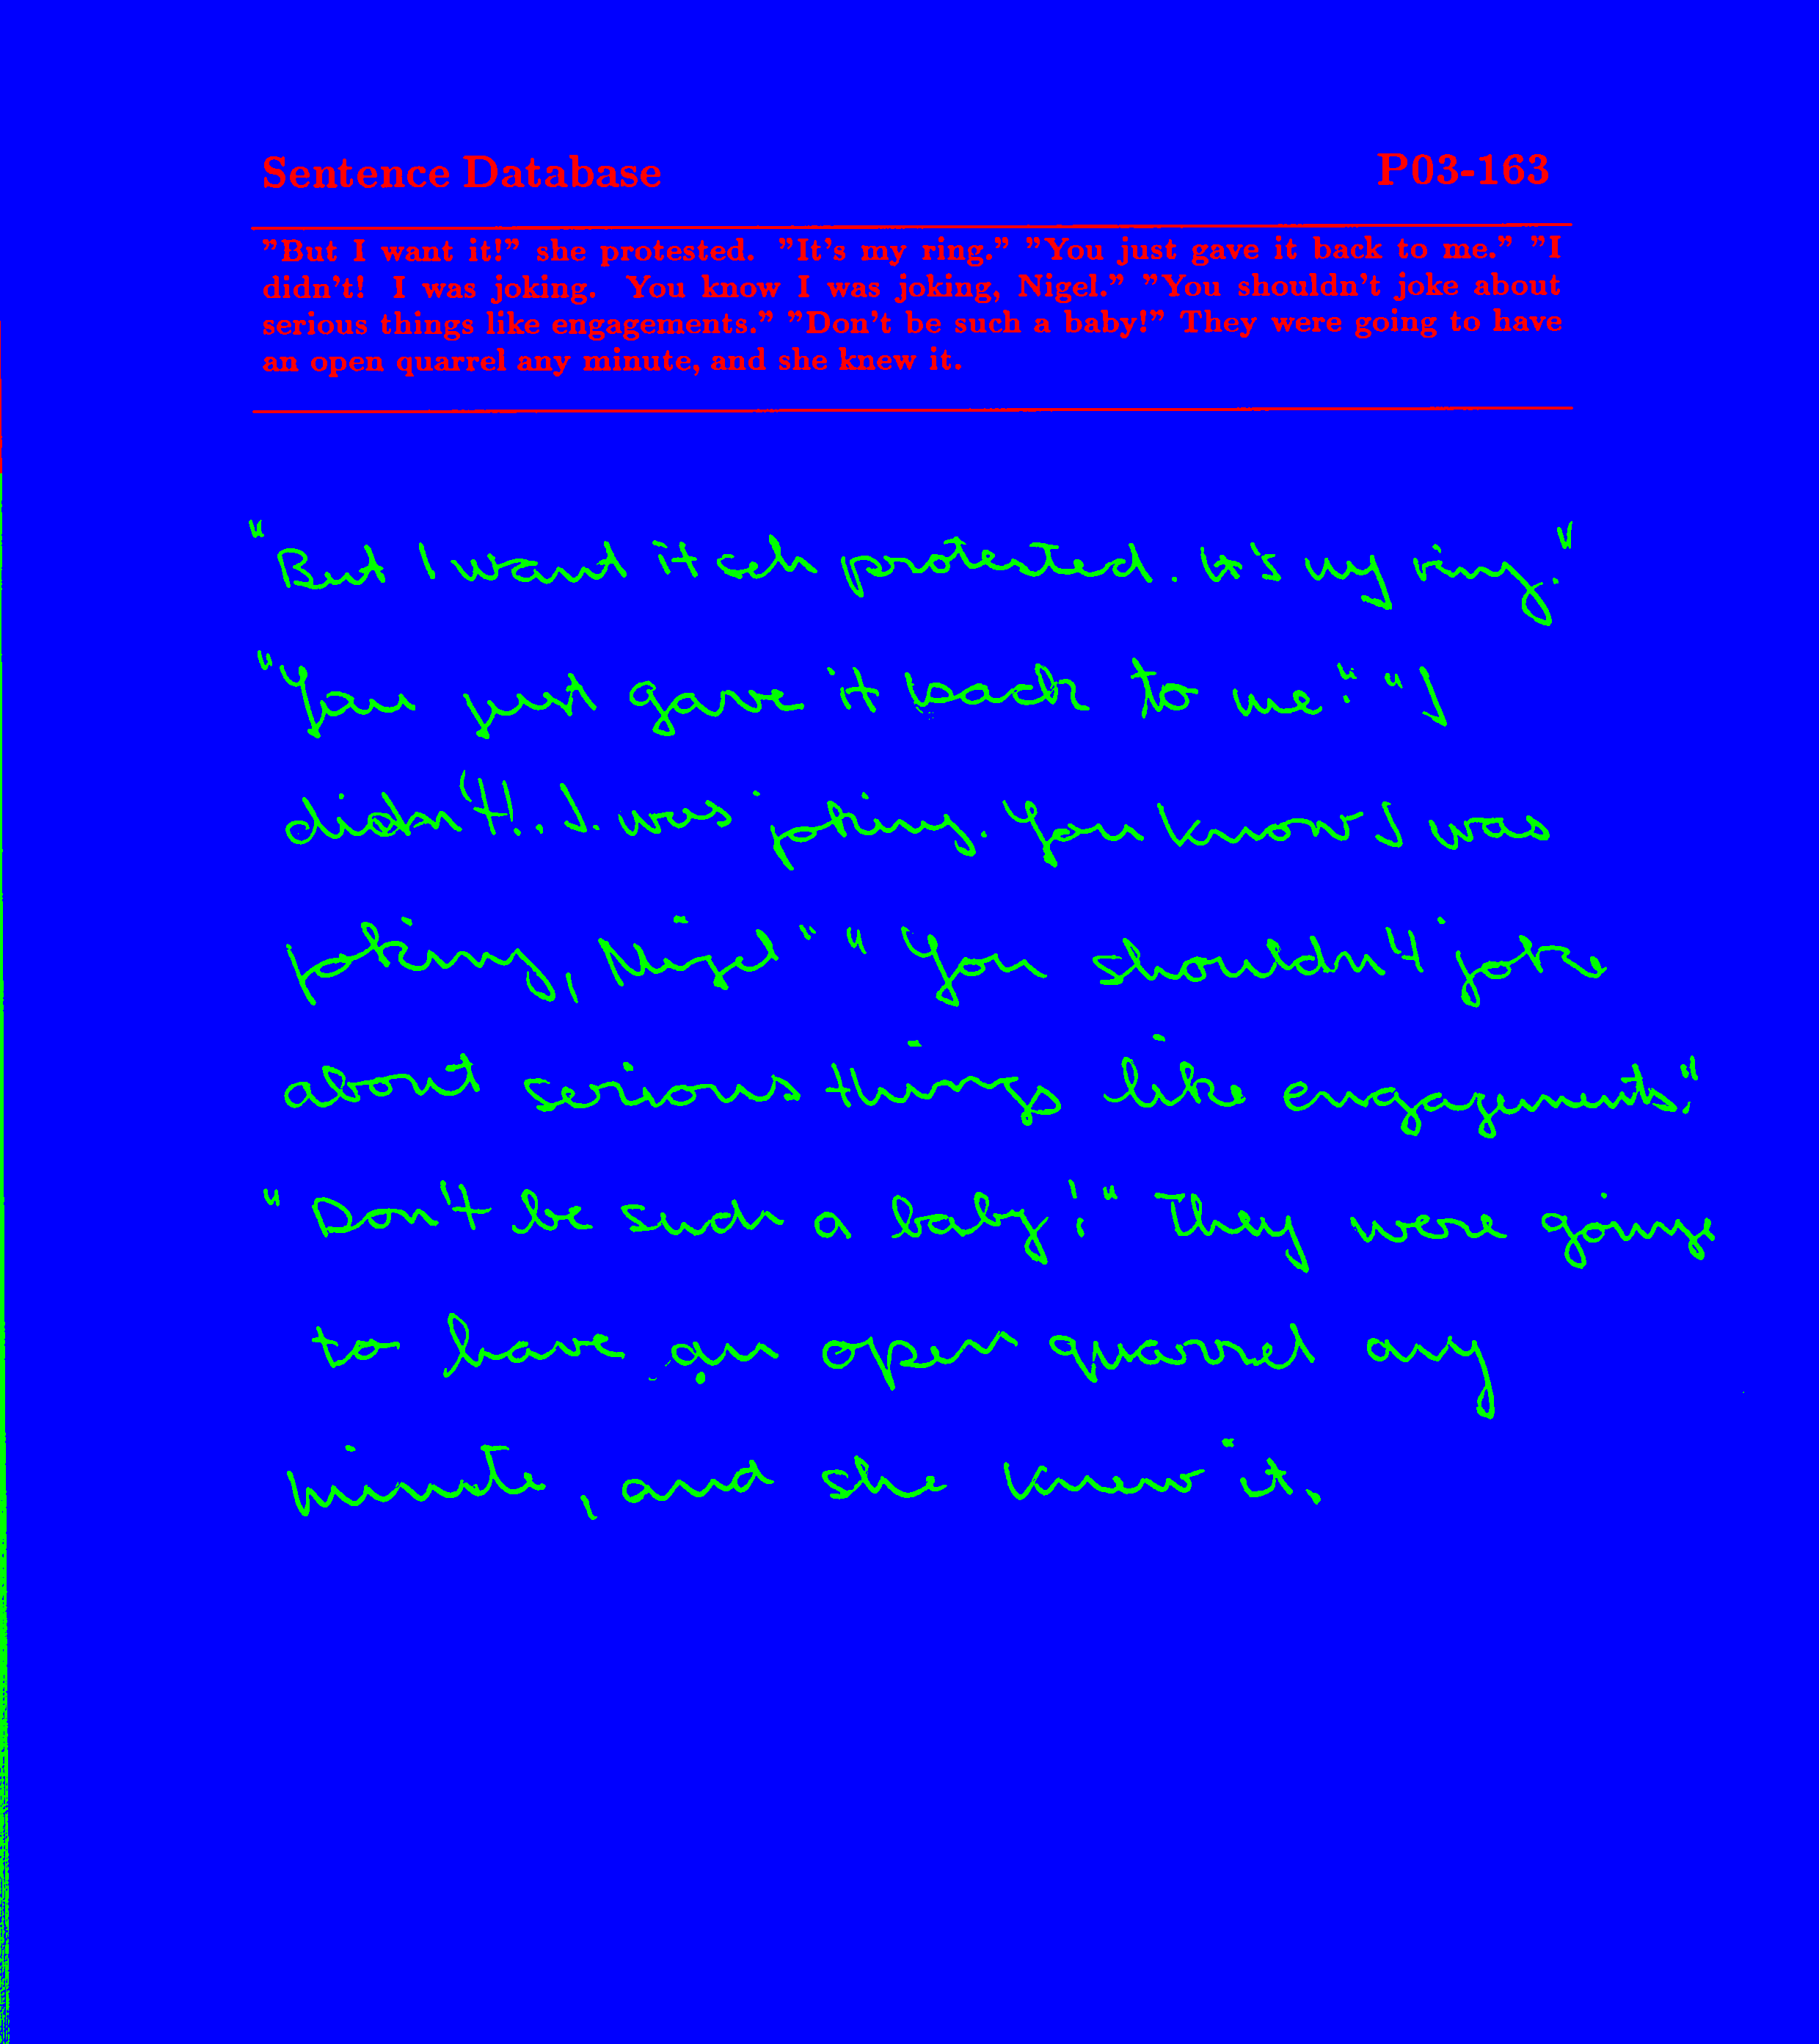 Sentence Database P03-163
"But I want it!" she protested. "It's my ring." "You just gave it back to me." "I
didn't! I was joking. You know I was joking, Nigel." "You shouldn't joke about
serious things like engagements." "Don't be such a baby!" They were going to have
an open quarrel any minute, and she knew it.
"But I want it protested. It's my ring."
"You just gave it back to me." "I
didn't!. I. was joking. You know I was
joking, Nigel" "You shouldn't joke
about serious things like engagements."
"Don't be such a baby!" They were going
to have an open quarrel any
minute, and she knew it.